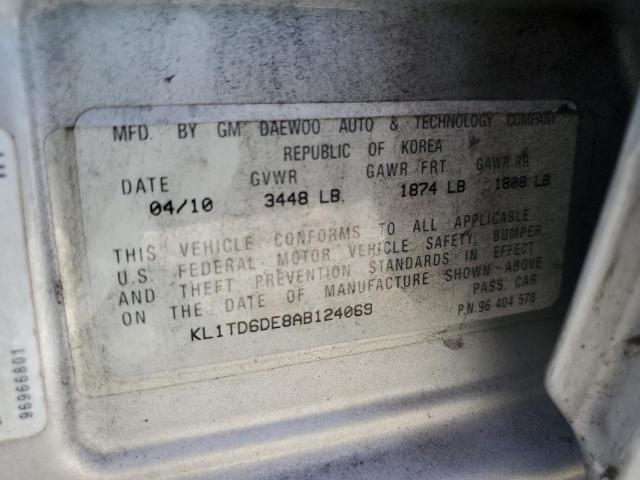 MFD. BY GM DAEWOO AUTO & TECHNOLOGY COMPANY
REPUBLIC OF KOREA
DATE GVWR GAWR FRT GAWR RR
04/10 3448 LB. 1874 LB 1808 LB
THIS VEHICLE CONFORMS TO ALL APPLICABLE
U.S. FEDERAL MOTOR VEHICLE SAFETY, BUMPER,
AND THEFT PREVENTION STANDARDS IN EFFECT
ON THE DATE OF MANUFACTURE SHOWN ABOVE
PASS CAR
KL1TD6DE8AB124069
P.N.96 404 578
96966801